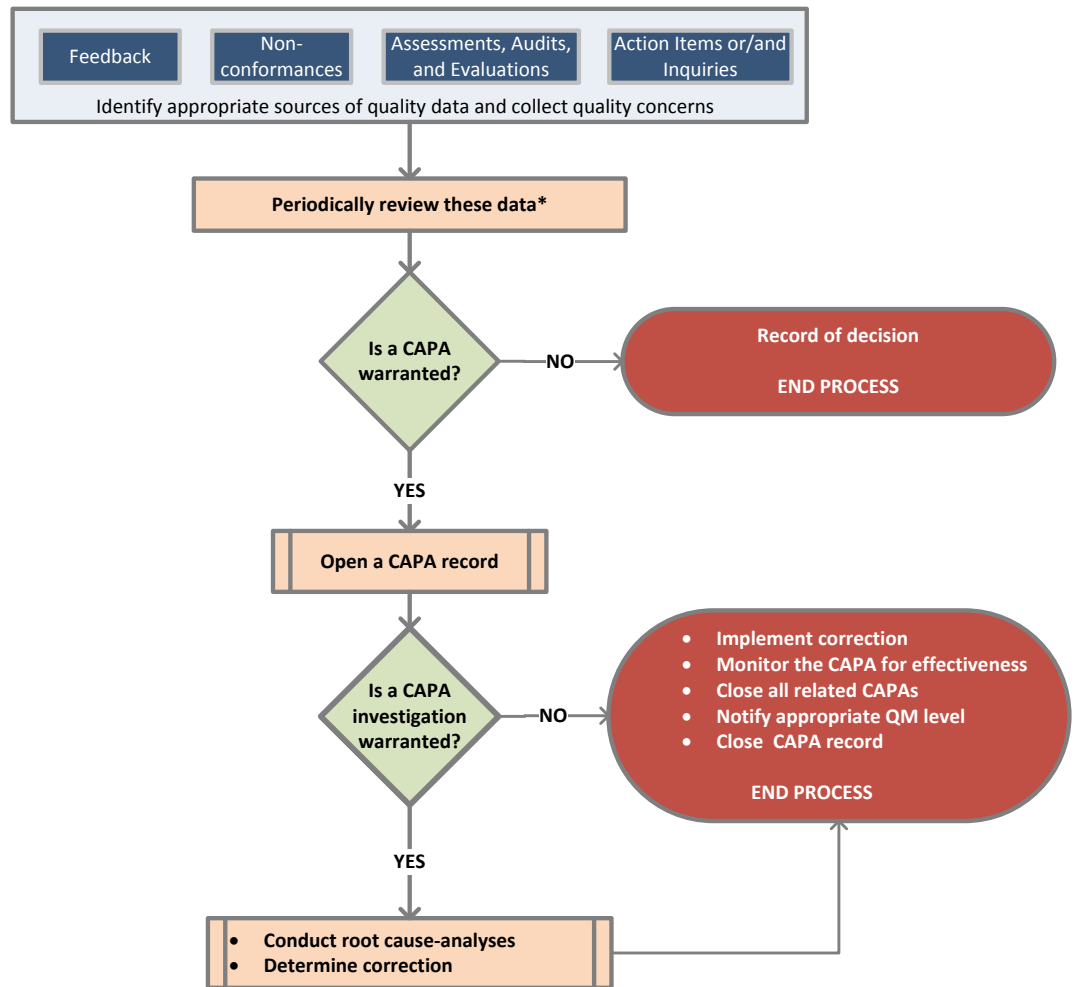 Feedback
Non-
conformances
Assessments, Audits,
and Evaluations
Action Items or/and
Inquiries
Identify appropriate sources of quality data and collect quality concerns
Periodically review these data*
Is a CAPA
warranted?
NO
Record of decision
END PROCESS
YES
Open a CAPA record
Is a CAPA
investigation
warranted?
NO
• Implement correction
• Monitor the CAPA for effectiveness
• Close all related CAPAs
• Notify appropriate QM level
• Close CAPA record
END PROCESS
YES
• Conduct root cause-analyses
• Determine correction